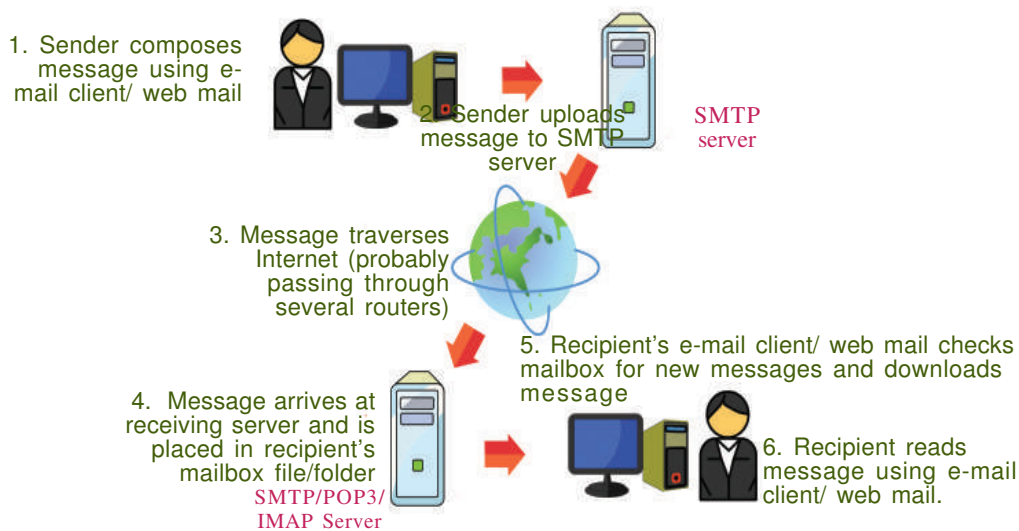 1. Sender composes
message using e-
mail client/ web mail
2. Sender uploads
message to SMTP
server
SMTP
server
3. Message traverses
Internet (probably
passing through
several routers)
4. Message arrives at
receiving server and is
placed in recipient's
mailbox file/folder
SMTP/POP3/
IMAP Server
5. Recipient's e-mail client/ web mail checks
mailbox for new messages and downloads
message
6. Recipient reads
message using e-mail
client/ web mail.